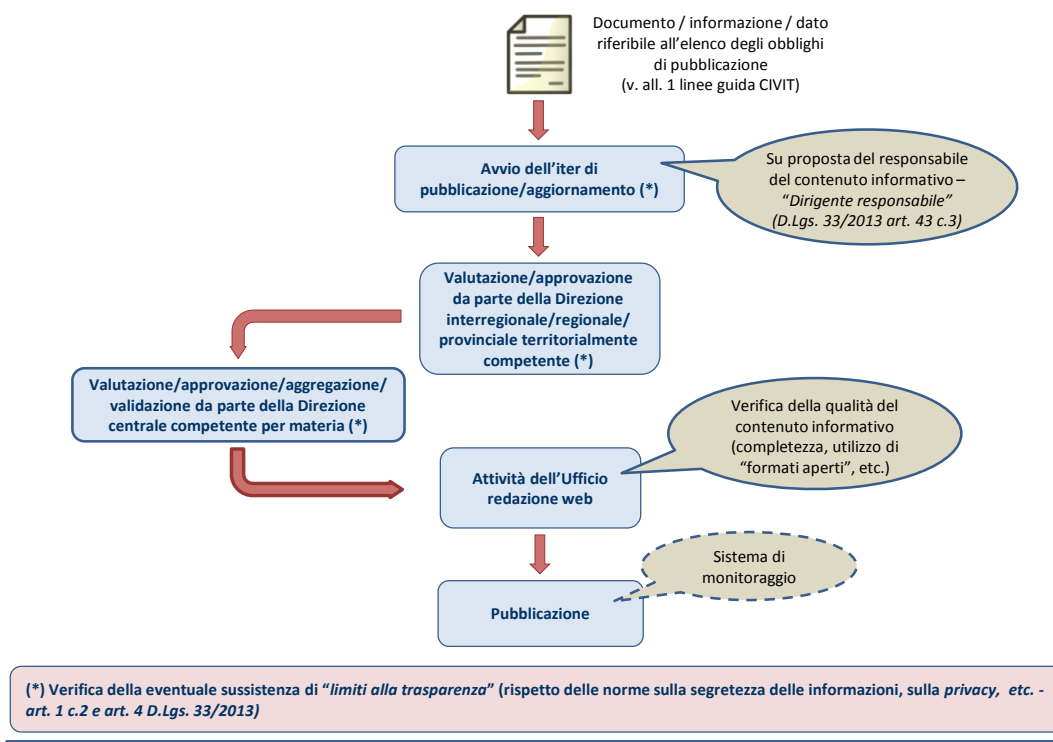 Documento / informazione / dato
riferibile all'elenco degli obblighi
di pubblicazione
(v. all. 1 linee guida CIVIT)
Avvio dell'iter di
pubblicazione/aggiornamento (*)
Su proposta del responsabile
del contenuto informativo –
"Dirigente responsabile"
(D.Lgs. 33/2013 art. 43 c.3)
Valutazione/approvazione
da parte della Direzione
interregionale/regionale/
provinciale territorialmente
competente (*)
Valutazione/approvazione/aggregazione/
validazione da parte della Direzione
centrale competente per materia (*)
Verifica della qualità del
contenuto informativo
(completezza, utilizzo di
"formati aperti", etc.)
Attività dell'Ufficio
redazione web
Sistema di
monitoraggio
Pubblicazione
(*) Verifica della eventuale sussistenza di "limiti alla trasparenza" (rispetto delle norme sulla segretezza delle informazioni, sulla privacy, etc. -
art. 1 c.2 e art. 4 D.Lgs. 33/2013)